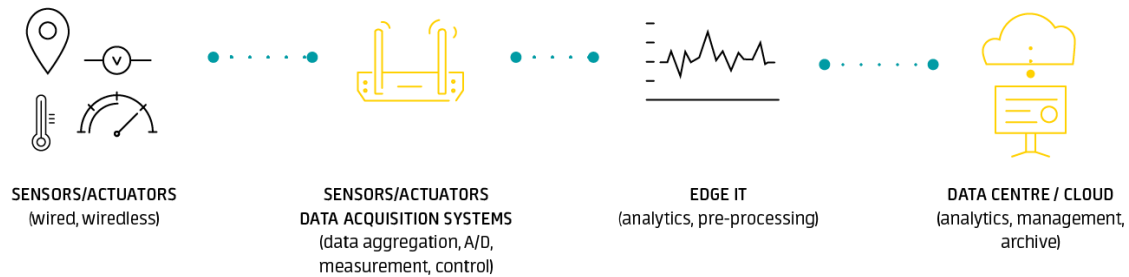 V
SENSORS/ACTUATORS
(wired, wiredless)
SENSORS/ACTUATORS
DATA ACQUISITION SYSTEMS
(data aggregation, A/D,
measurement, control)
EDGE IT
(analytics, pre-processing)
DATA CENTRE / CLOUD
(analytics, management,
archive)